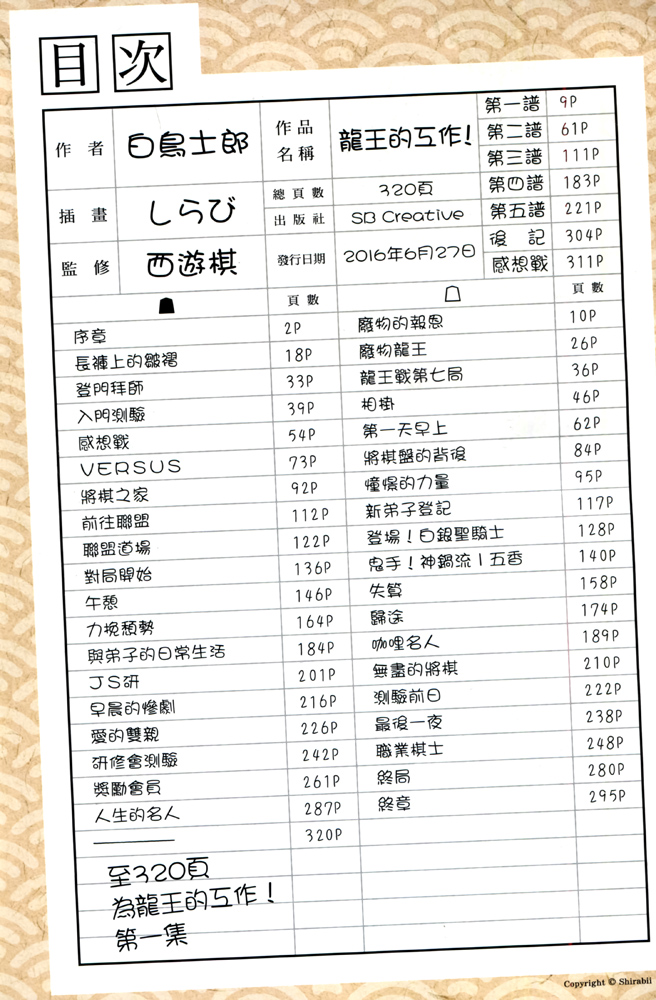 目次
作者 白鳥士郎 作品名稱 龍王的工作! 第一譜 9P
第二譜 61P
第三譜 111P
插畫 しらび 總頁數 320頁 第四譜 183P
出版社 SB Creative 第五譜 221P
監修 西遊棋 發行日期 2016年6月27日 後記 304P
感想戰 311P
☗ 頁數 ☖ 頁數
序章 2P 廢物的報恩 10P
長褲上的皺褶 18P 廢物龍王 26P
登門拜師 33P 龍王戰第七局 36P
入門測驗 39P 相掛 46P
感想戰 54P 第一天早上 62P
VERSUS 73P 將棋盤的背後 84P
將棋之家 92P 憧憬的力量 95P
前往聯盟 112P 新弟子登記 117P
聯盟道場 122P 登場!白銀聖騎士 128P
對局開始 136P 鬼手!神鍋流|五香 140P
午憩 146P 失算 158P
力挽頹勢 164P 歸途 174P
與弟子的日常生活 184P 咖哩名人 189P
JS研 201P 無盡的將棋 210P
早晨的慘劇 216P 測驗前日 222P
愛的雙親 226P 最後一夜 238P
研修會測驗 242P 職業棋士 248P
獎勵會員 261P 終局 280P
人生的名人 287P 終章 295P
——— 320P
至320頁
為龍王的工作!
第一集
Copyright © Shirabii